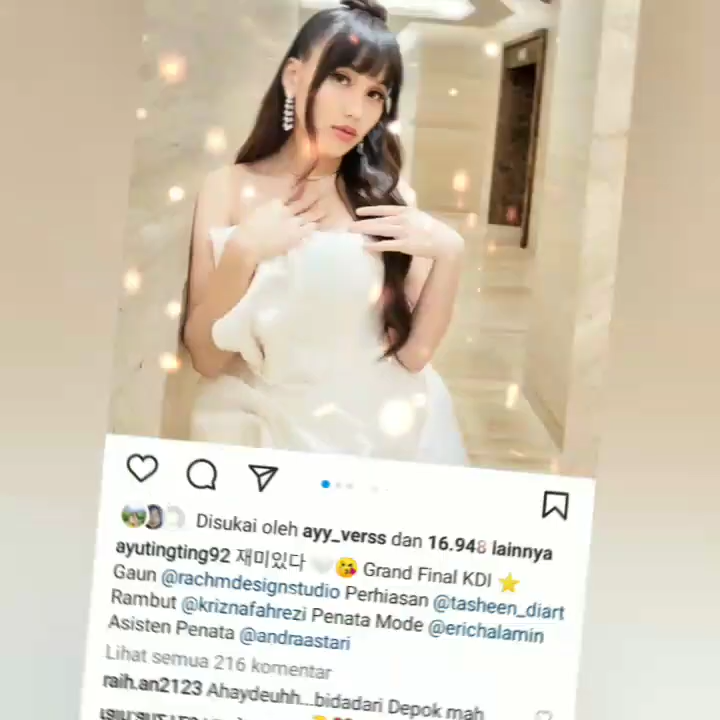 Disukai oleh ayy_verss dan 16.948 lainnya
ayutingting92 재미있다 🤍😘 Grand Final KDI ⭐
Gaun @rachmdesignstudio Perhiasan @tasheen_diart
Rambut @kriznafahrezi Penata Mode @erichalamin
Asisten Penata @andraastari
Lihat semua 216 komentar
raih.an2123 Ahaydeuhh...bidadari Depok mah